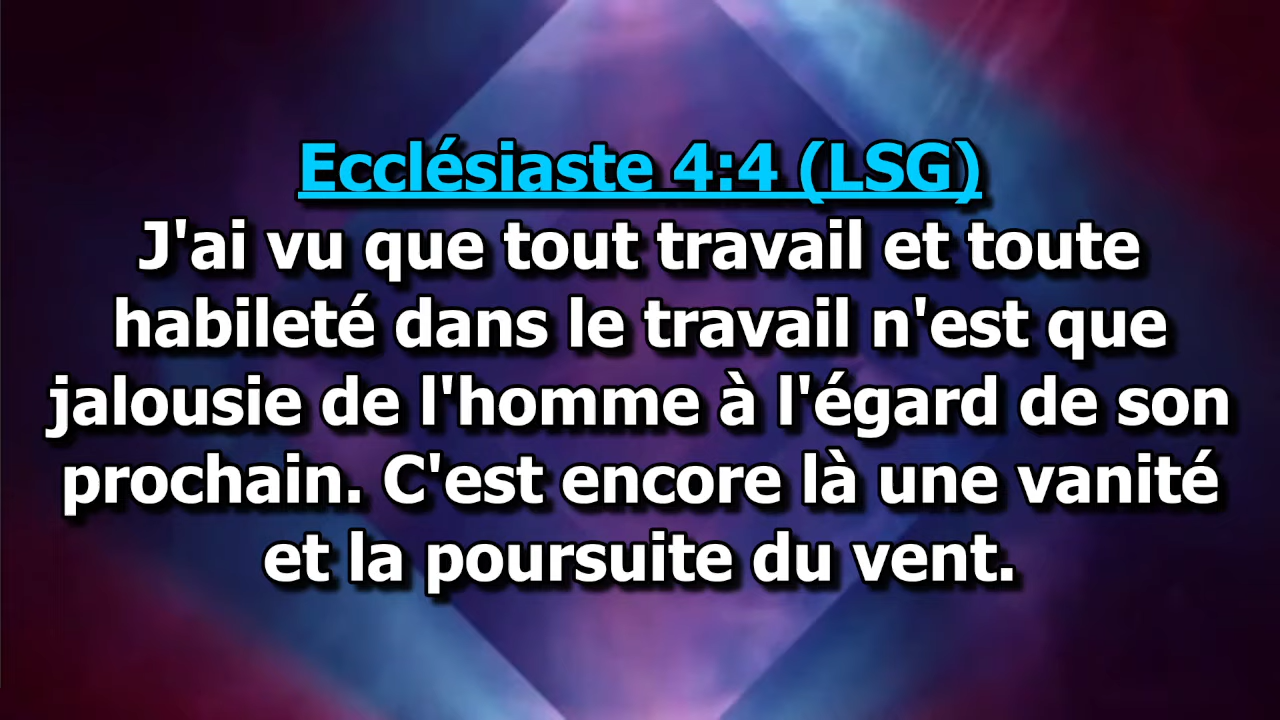 Ecclésiaste 4:4 (LSG)
J'ai vu que tout travail et toute
habileté dans le travail n'est que
jalousie de l'homme à l'égard de son
prochain. C'est encore là une vanité
et la poursuite du vent.